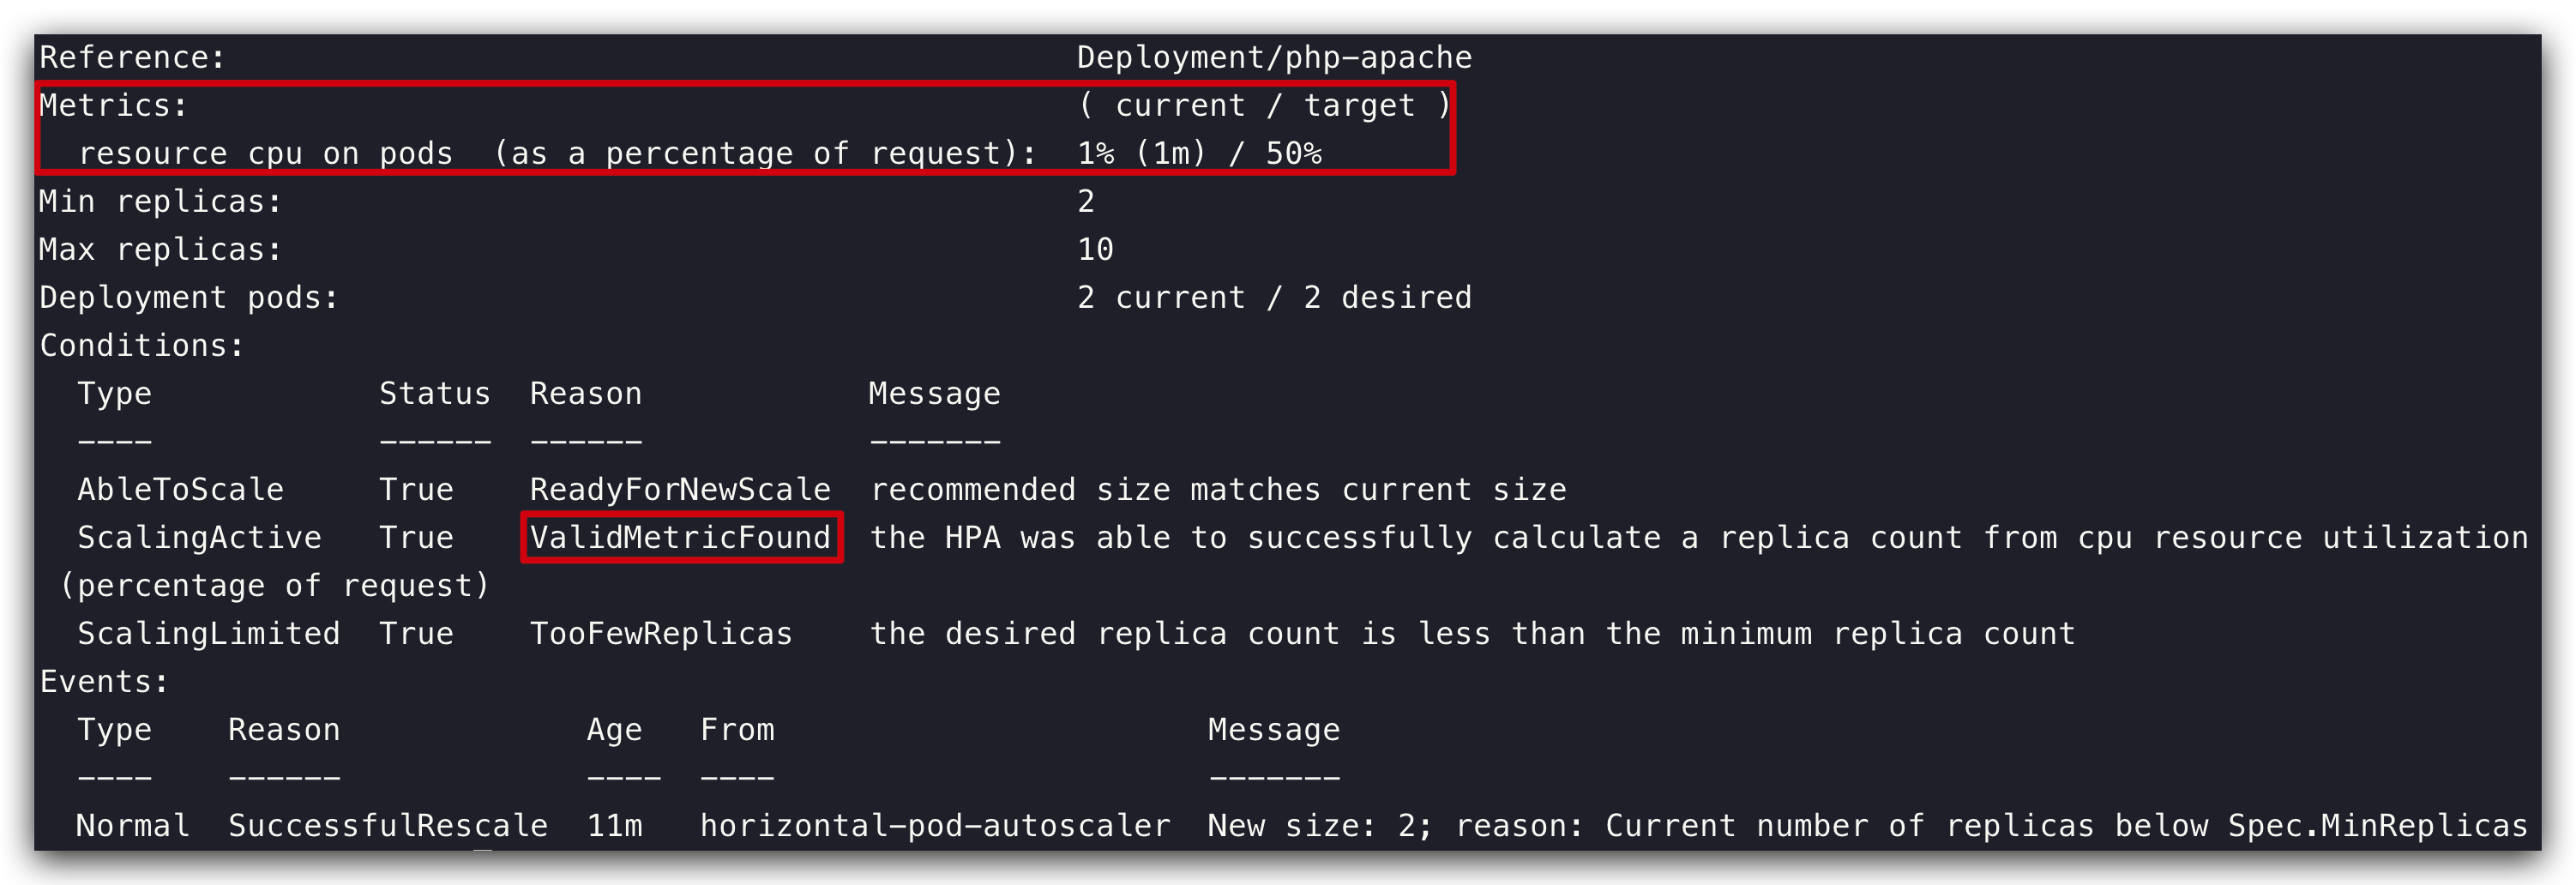 Reference:                                             Deployment/php-apache
Metrics:                                               ( current / target )
  resource cpu on pods  (as a percentage of request):  1% (1m) / 50%
Min replicas:                                          2
Max replicas:                                          10
Deployment pods:                                       2 current / 2 desired
Conditions:
  Type            Status  Reason            Message
  ----            ------  ------            -------
  AbleToScale     True    ReadyForNewScale  recommended size matches current size
  ScalingActive   True    ValidMetricFound  the HPA was able to successfully calculate a replica count from cpu resource utilization
 (percentage of request)
  ScalingLimited  True    TooFewReplicas    the desired replica count is less than the minimum replica count
Events:
  Type    Reason             Age   From                       Message
  ----    ------             ----  ----                       -------
  Normal  SuccessfulRescale  11m   horizontal-pod-autoscaler  New size: 2; reason: Current number of replicas below Spec.MinReplicas